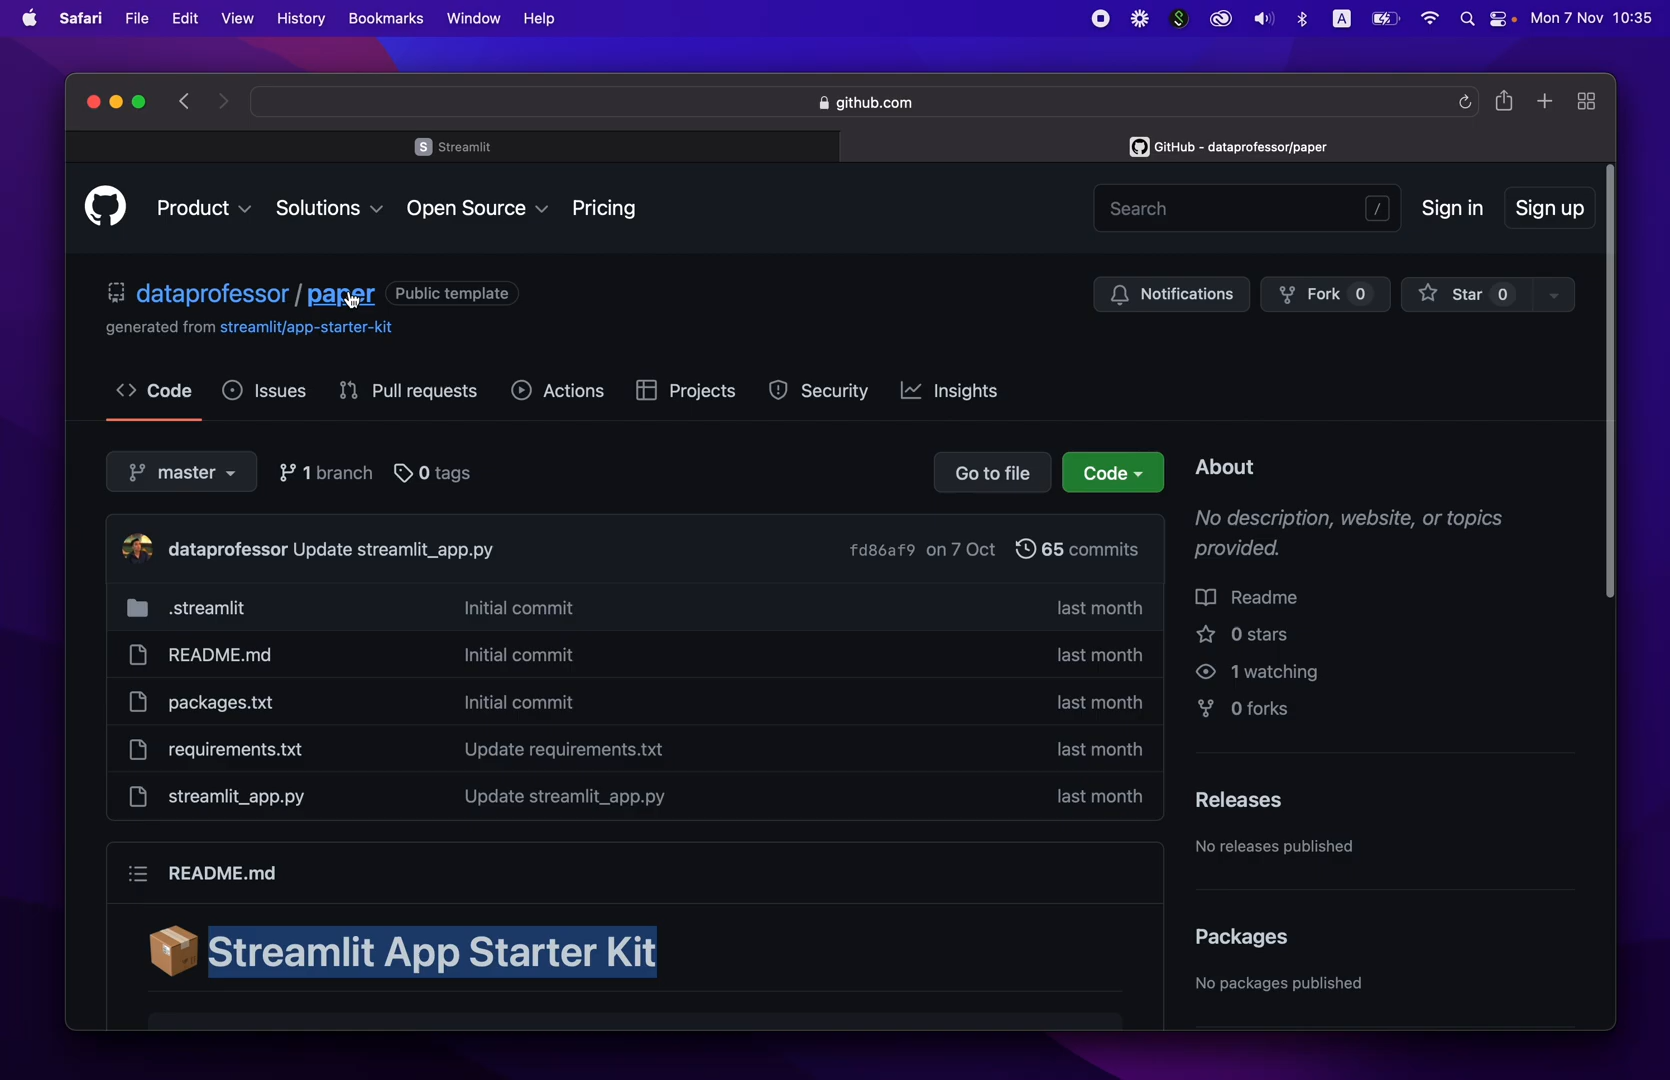 Safari File Edit View History Bookmarks Window Help
S A Mon 7 Nov 10:35
github.com
S Streamlit
GitHub - dataprofessor/paper
Product Solutions Open Source Pricing
Search / Sign in Sign up
dataprofessor / paper Public template
Notifications Fork 0 Star 0
generated from streamlit/app-starter-kit
Code Issues Pull requests Actions Projects Security Insights
master 1 branch 0 tags
Go to file Code
dataprofessor Update streamlit_app.py fd86af9 on 7 Oct 65 commits
.streamlit Initial commit last month
README.md Initial commit last month
packages.txt Initial commit last month
requirements.txt Update requirements.txt last month
streamlit_app.py Update streamlit_app.py last month
README.md
Streamlit App Starter Kit
About
No description, website, or topics
provided.
Readme
0 stars
1 watching
0 forks
Releases
No releases published
Packages
No packages published